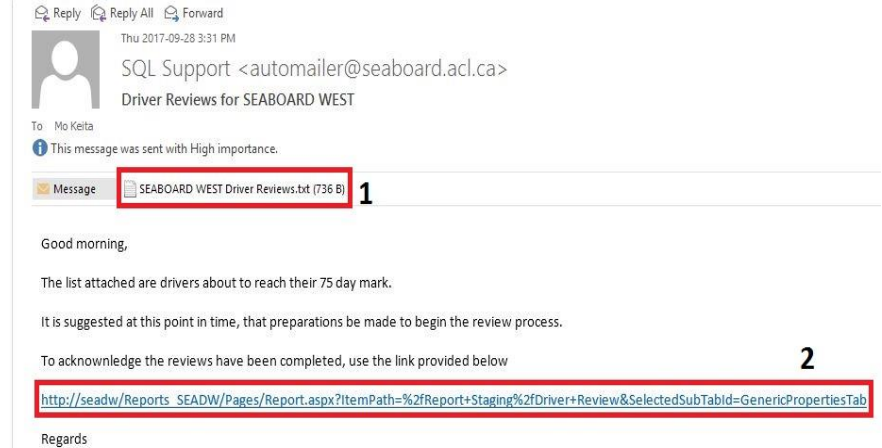 Reply Reply All Forward
Thu 2017-09-28 3:31 PM
SQL Support <automailer@seaboard.acl.ca>
Driver Reviews for SEABOARD WEST
To Mo Keita
This message was sent with High importance.
Message SEABOARD WEST Driver Reviews.txt (736 B) 1
Good morning,
The list attached are drivers about to reach their 75 day mark.
It is suggested at this point in time, that preparations be made to begin the review process.
To acknownledge the reviews have been completed, use the link provided below
2
http://seadw/Reports_SEADW/Pages/Report.aspx?ItemPath=%2fReport+Staging%2fDriver+Review&SelectedSubTabId=GenericPropertiesTab
Regards